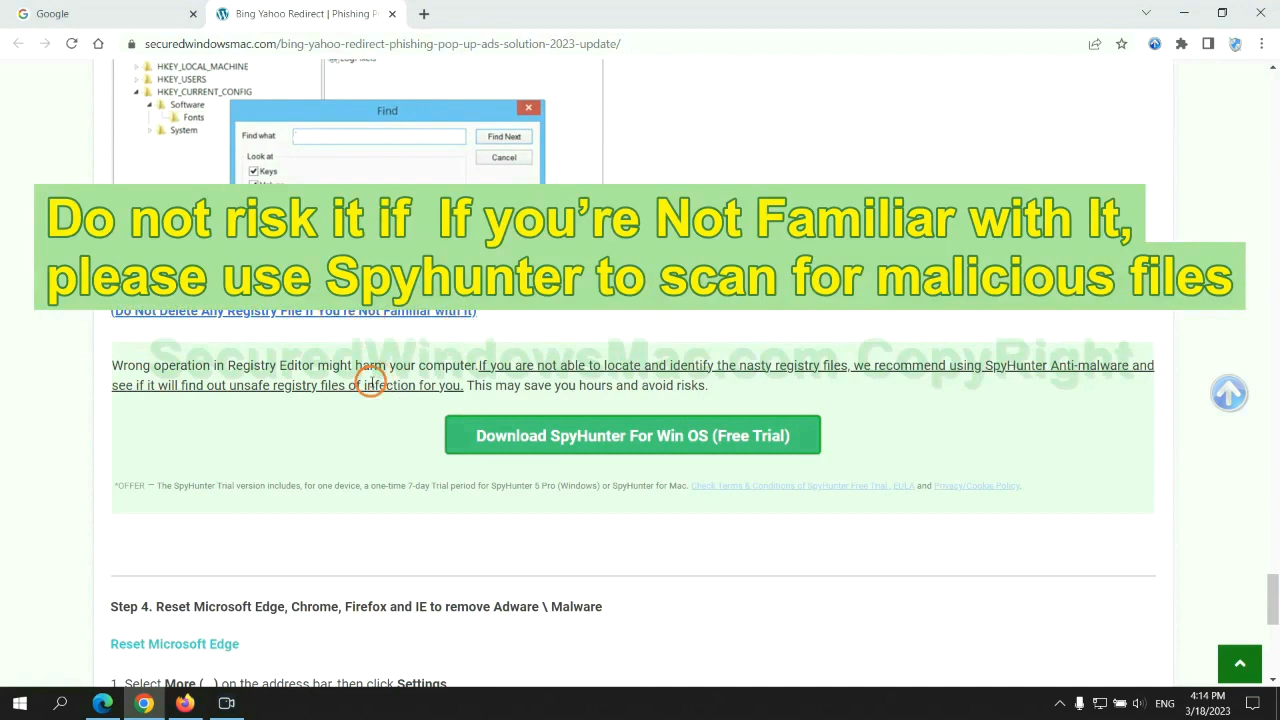 Google
Bing Yahoo Redirect | Phishing P
securedwindowsmac.com/bing-yahoo-redirect-phishing-pop-up-ads-solution-2023-update/
HKEY_LOCAL_MACHINE
HKEY_USERS
HKEY_CURRENT_CONFIG
Software
Fonts
System
Find
Find what:
Find Next
Look at
Cancel
Keys
Do not risk it if  If you’re Not Familiar with It,
please use Spyhunter to scan for malicious files
(Do Not Delete Any Registry File If You're Not Familiar with It)
SecuredWindowsMac.com CopyRight
Wrong operation in Registry Editor might harm your computer.If you are not able to locate and identify the nasty registry files, we recommend using SpyHunter Anti-malware and
see if it will find out unsafe registry files of infection for you. This may save you hours and avoid risks.
Download SpyHunter For Win OS (Free Trial)
*OFFER — The SpyHunter Trial version includes, for one device, a one-time 7-day Trial period for SpyHunter 5 Pro (Windows) or SpyHunter for Mac. Check Terms & Conditions of SpyHunter Free Trial , EULA and Privacy/Cookie Policy.
Step 4. Reset Microsoft Edge, Chrome, Firefox and IE to remove Adware \ Malware
Reset Microsoft Edge
1. Select More (...) on the address bar, then click Settings
ENG
4:14 PM
3/18/2023